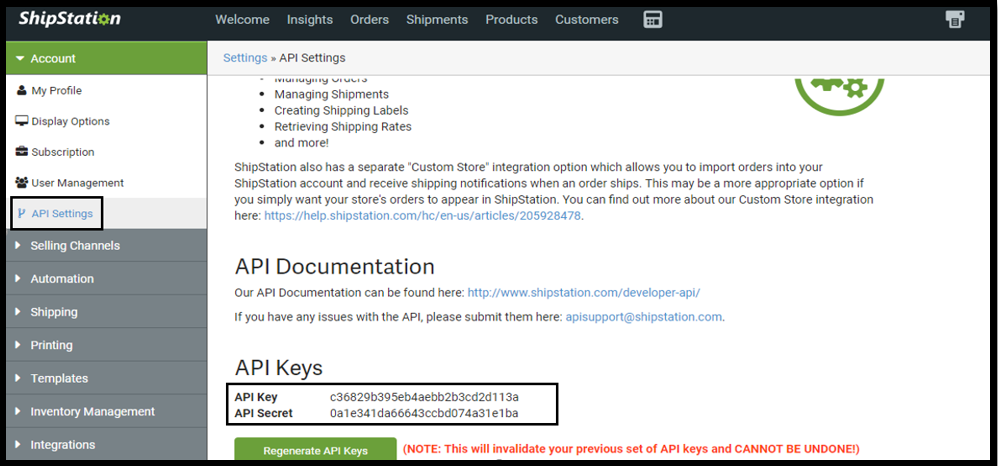 ShipStation
Welcome Insights Orders Shipments Products Customers
Account
My Profile
Display Options
Subscription
User Management
API Settings
Selling Channels
Automation
Shipping
Printing
Templates
Inventory Management
Integrations
Settings » API Settings
Managing Orders
Managing Shipments
Creating Shipping Labels
Retrieving Shipping Rates
and more!
ShipStation also has a separate "Custom Store" integration option which allows you to import orders into your
ShipStation account and receive shipping notifications when an order ships. This may be a more appropriate option if
you simply want your store's orders to appear in ShipStation. You can find out more about our Custom Store integration
here: https://help.shipstation.com/hc/en-us/articles/205928478.
API Documentation
Our API Documentation can be found here: http://www.shipstation.com/developer-api/
If you have any issues with the API, please submit them here: apisupport@shipstation.com.
API Keys
API Key c36829b395eb4aebb2b3cd2d113a
API Secret 0a1e341da66643ccbd074a31e1ba
Regenerate API Keys (NOTE: This will invalidate your previous set of API keys and CANNOT BE UNDONE!)